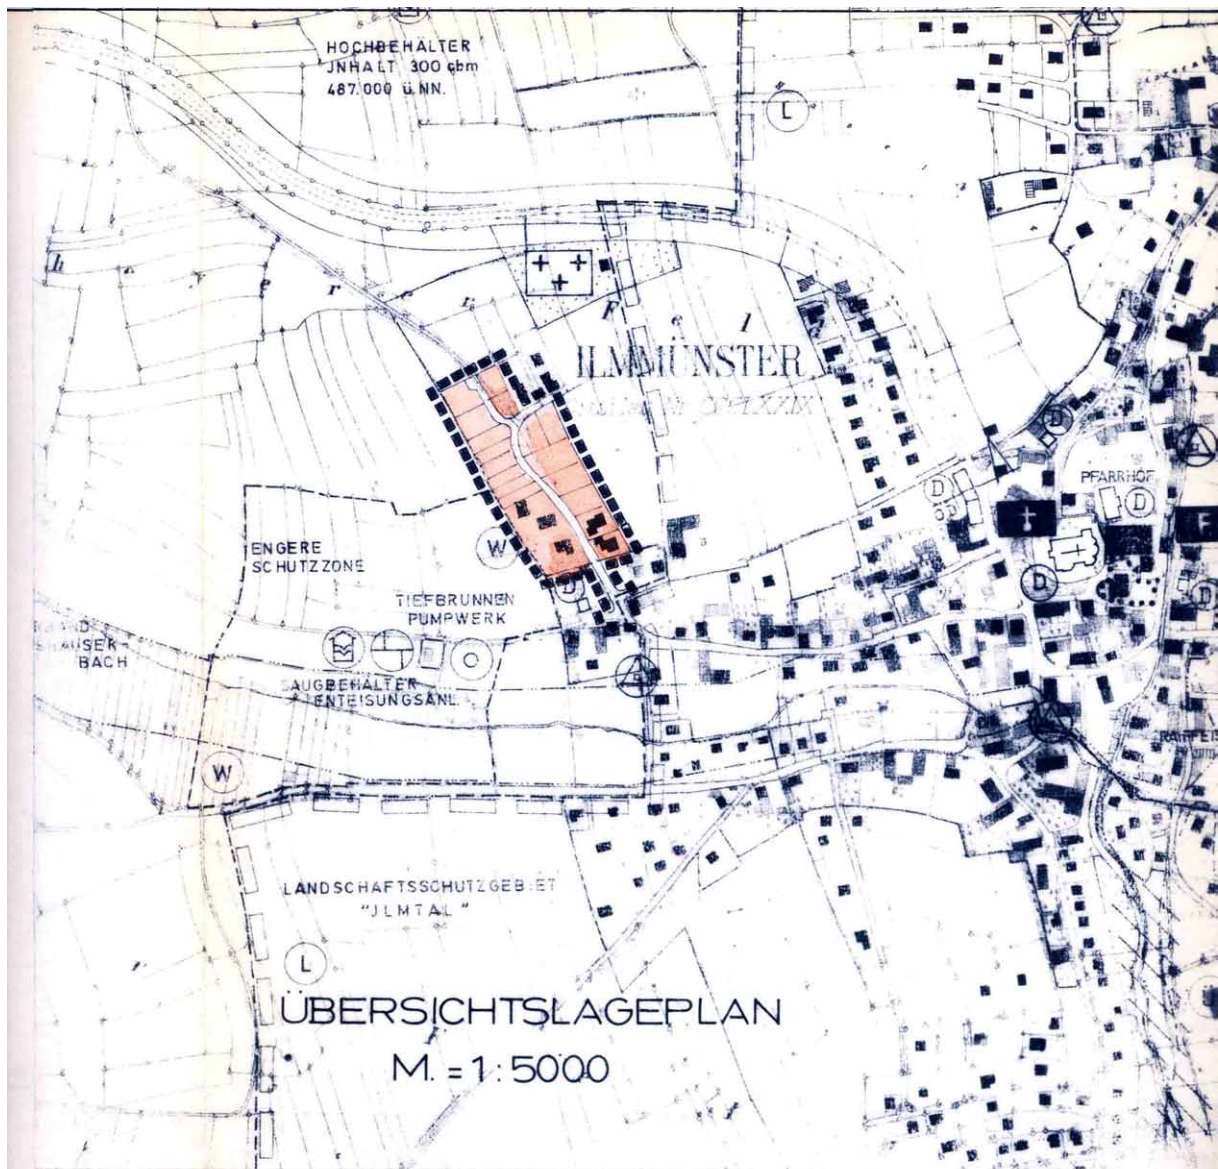 HOCHBEHÄLTER
JNHALT 300 cbm
487.000 ü.NN.
L
h e r e r
F e l
ILMMÜNSTER
D
PFARRHOF
D
D
W
ENGERE
SCHUTZZONE
TIEFBRUNNEN
PUMPWERK
D
D
D
F
BACH
SAUGBEHÄLTER
ENTEISUNGSANL.
W
LANDSCHAFTSSCHUTZGEBIET
"JLMTAL"
L
ÜBERSICHTSLAGEPLAN
M. = 1:5000